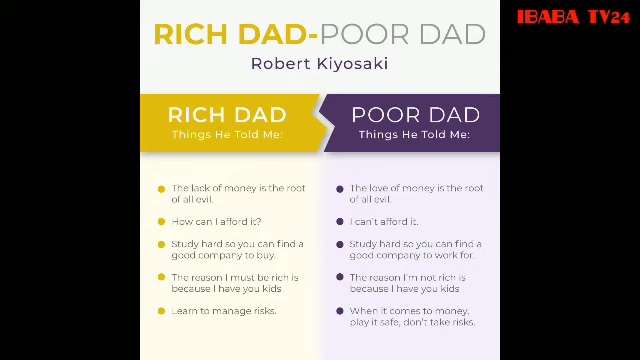 IBABA TV24
RICH DAD-POOR DAD
Robert Kiyosaki
RICH DAD
Things He Told Me:
The lack of money is the root
of all evil.
How can I afford it?
Study hard so you can find a
good company to buy.
The reason I must be rich is
because I have you kids
Learn to manage risks.
POOR DAD
Things He Told Me:
The love of money is the root
of all evil.
I can't afford it.
Study hard so you can find a
good company to work for.
The reason I'm not rich is
because I have you kids
When it comes to money,
play it safe, don't take risks.